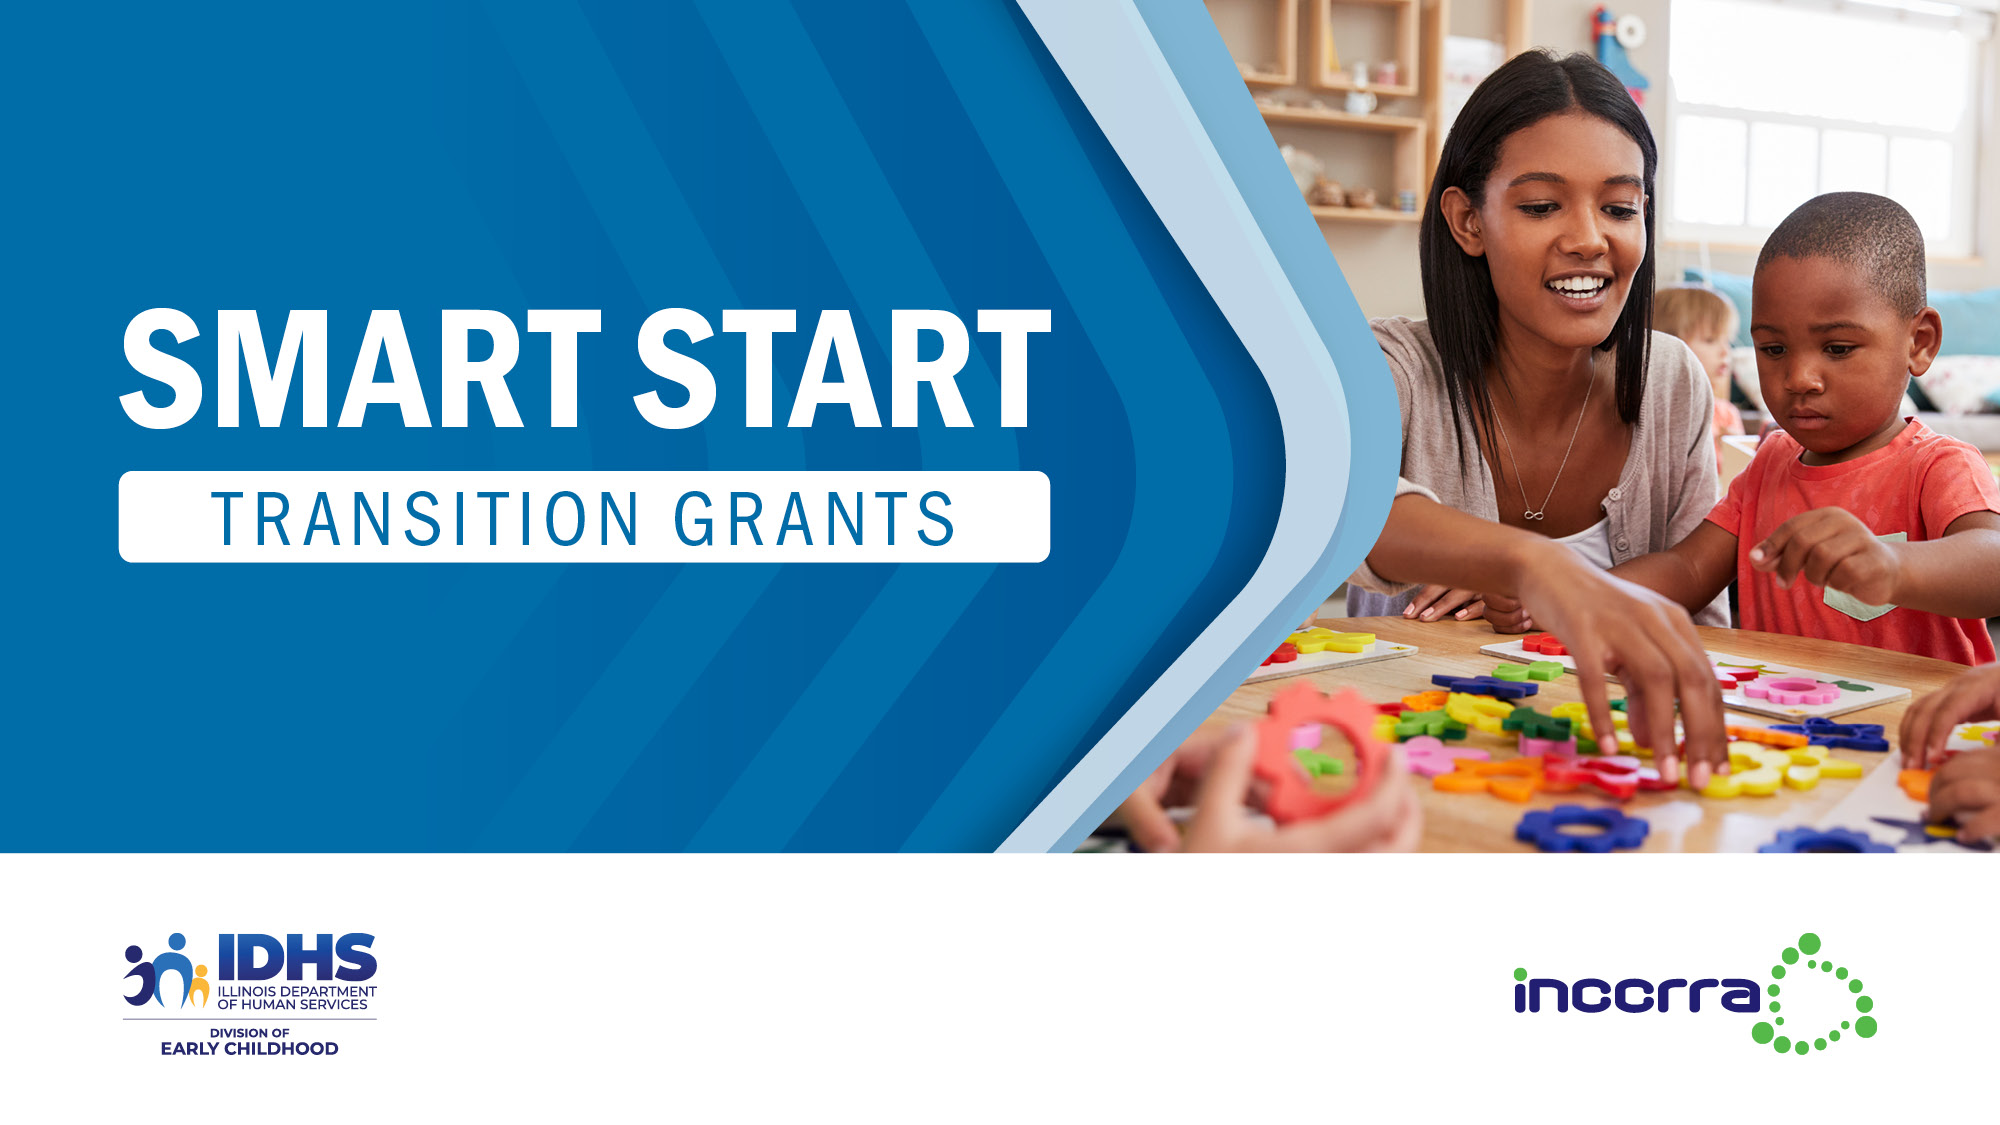 SMART START
TRANSITION GRANTS
IDHS
ILLINOIS DEPARTMENT
OF HUMAN SERVICES
DIVISION OF
EARLY CHILDHOOD
inccrra